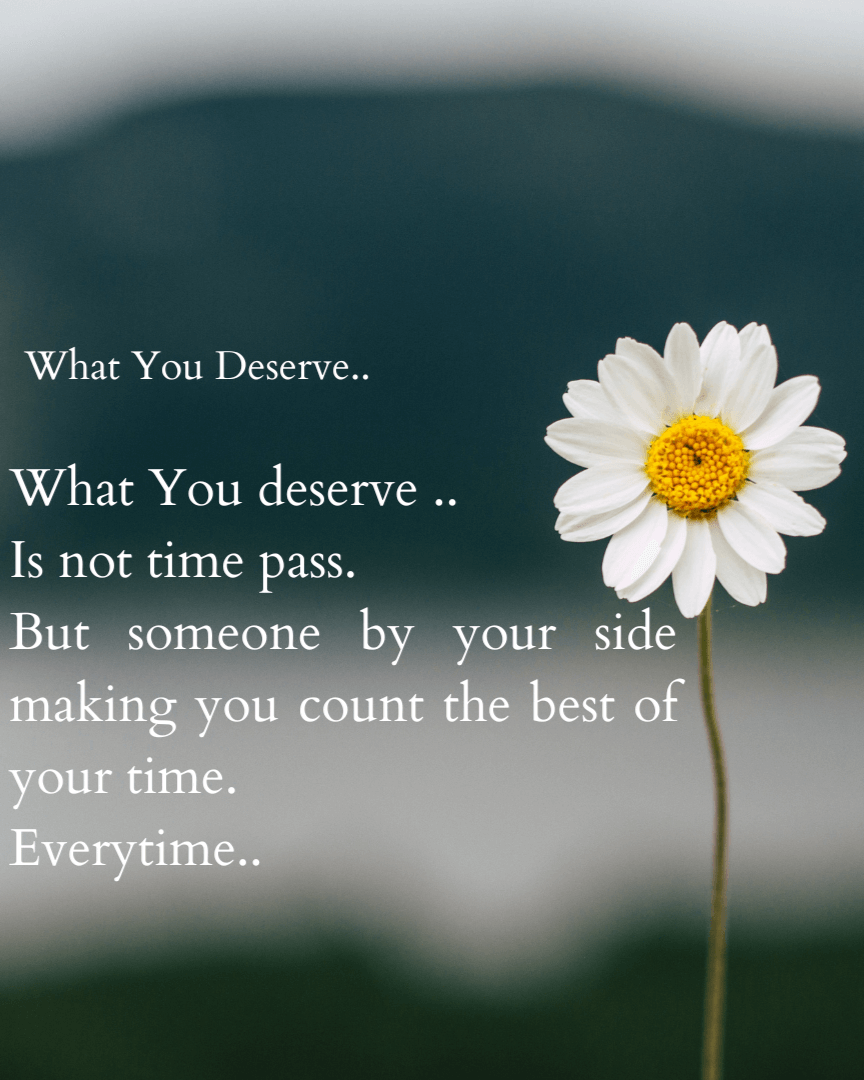 What You Deserve..
What You deserve ..
Is not time pass.
But someone by your side
making you count the best of
your time.
Everytime..